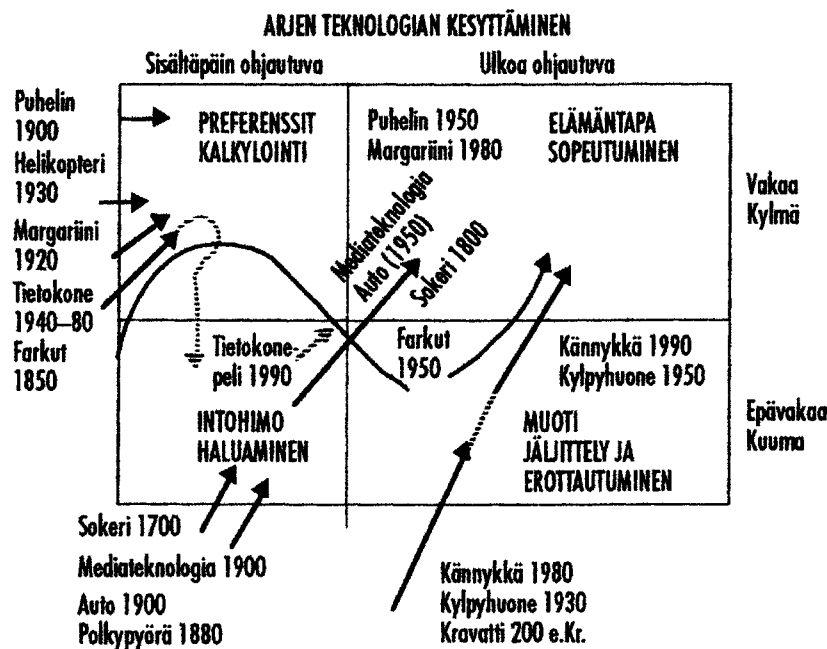 ARJEN TEKNOLOGIAN KESYTTÄMINEN
Sisältäpäin ohjautuva
Ulkoa ohjautuva
Puhelin
1900
Helikopteri
1930
Margariini
1920
Tietokone
1940–80
Farkut
1850
PREFERENSSIT
KALKYLOINTI
Puhelin 1950
Margariini 1980
ELÄMÄNTAPA
SOPEUTUMINEN
Vakaa
Kylmä
Mediateknologia
Auto (1950)
Sokeri 1800
Tietokone-
peli 1990
Farkut
1950
Kännykkä 1990
Kylpyhuone 1950
INTOHIMO
HALUAMINEN
MUOTI
JÄLJITTELY JA
EROTTAUTUMINEN
Epävakaa
Kuuma
Sokeri 1700
Mediateknologia 1900
Auto 1900
Polkypyörä 1880
Kännykkä 1980
Kylpyhuone 1930
Kravatti 200 e.Kr.